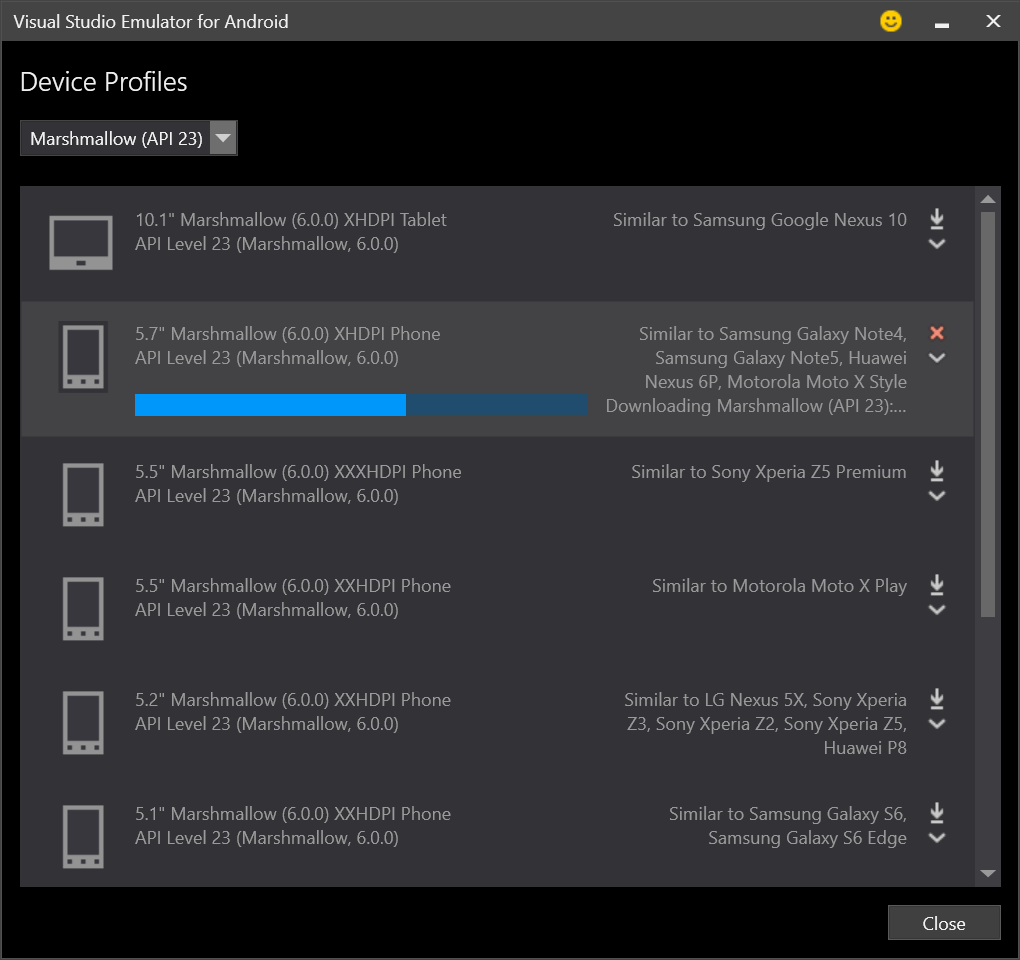 Visual Studio Emulator for Android
Device Profiles
Marshmallow (API 23)
10.1" Marshmallow (6.0.0) XHDPI Tablet
API Level 23 (Marshmallow, 6.0.0)
Similar to Samsung Google Nexus 10
5.7" Marshmallow (6.0.0) XHDPI Phone
API Level 23 (Marshmallow, 6.0.0)
Similar to Samsung Galaxy Note4,
Samsung Galaxy Note5, Huawei
Nexus 6P, Motorola Moto X Style
Downloading Marshmallow (API 23):...
5.5" Marshmallow (6.0.0) XXXHDPI Phone
API Level 23 (Marshmallow, 6.0.0)
Similar to Sony Xperia Z5 Premium
5.5" Marshmallow (6.0.0) XXHDPI Phone
API Level 23 (Marshmallow, 6.0.0)
Similar to Motorola Moto X Play
5.2" Marshmallow (6.0.0) XXHDPI Phone
API Level 23 (Marshmallow, 6.0.0)
Similar to LG Nexus 5X, Sony Xperia
Z3, Sony Xperia Z2, Sony Xperia Z5,
Huawei P8
5.1" Marshmallow (6.0.0) XXHDPI Phone
API Level 23 (Marshmallow, 6.0.0)
Similar to Samsung Galaxy S6,
Samsung Galaxy S6 Edge
Close